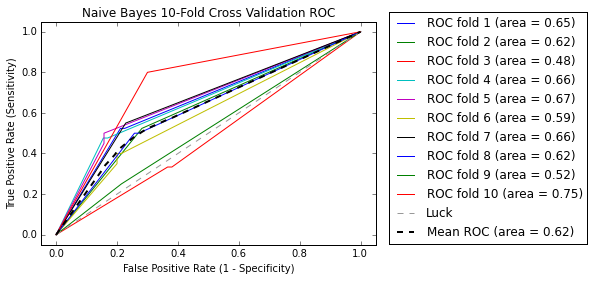 Naive Bayes 10-Fold Cross Validation ROC
1.0
0.8
0.6
0.4
0.2
0.0
True Positive Rate (Sensitivity)
0.0 0.2 0.4 0.6 0.8 1.0
False Positive Rate (1 - Specificity)
ROC fold 1 (area = 0.65)
ROC fold 2 (area = 0.62)
ROC fold 3 (area = 0.48)
ROC fold 4 (area = 0.66)
ROC fold 5 (area = 0.67)
ROC fold 6 (area = 0.59)
ROC fold 7 (area = 0.66)
ROC fold 8 (area = 0.62)
ROC fold 9 (area = 0.52)
ROC fold 10 (area = 0.75)
Luck
Mean ROC (area = 0.62)